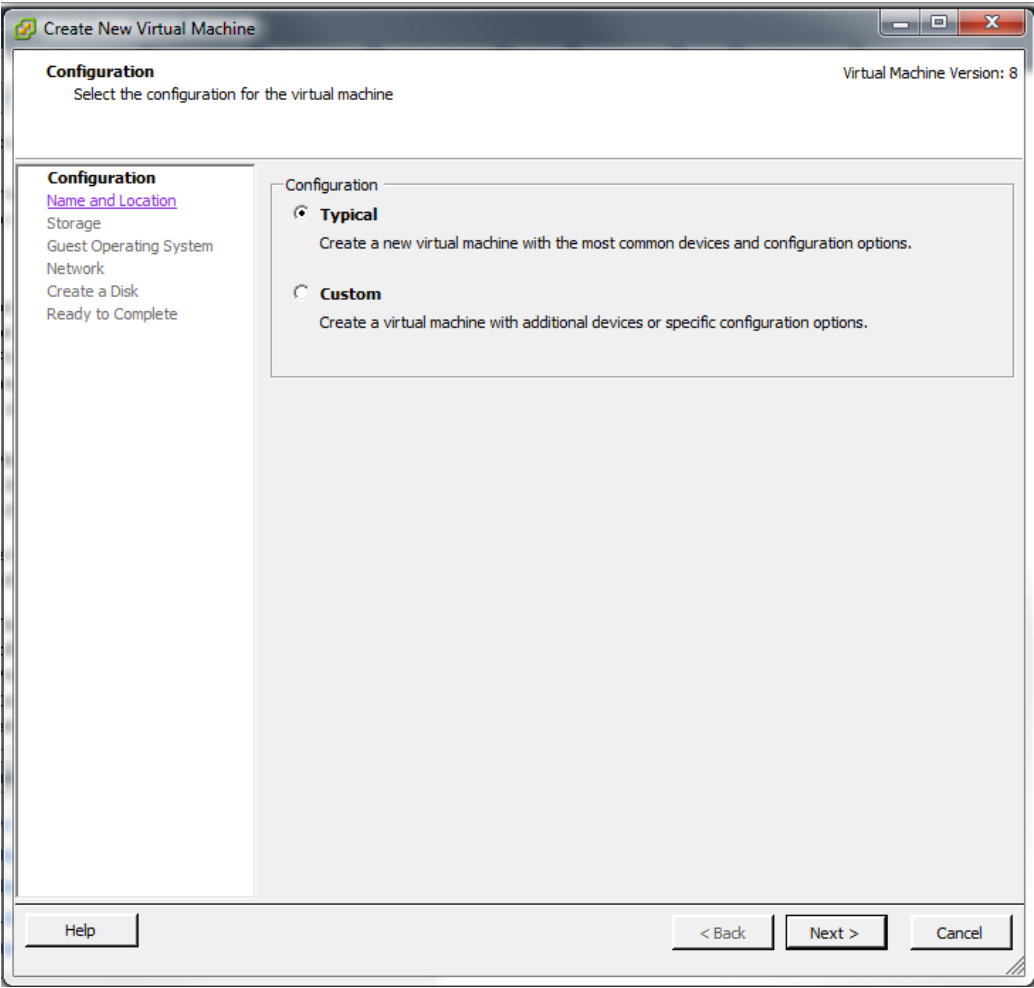 Create New Virtual Machine
Configuration
Virtual Machine Version: 8
Select the configuration for the virtual machine
Configuration
Name and Location
Storage
Guest Operating System
Network
Create a Disk
Ready to Complete
Configuration
Typical
Create a new virtual machine with the most common devices and configuration options.
Custom
Create a virtual machine with additional devices or specific configuration options.
Help
< Back
Next >
Cancel